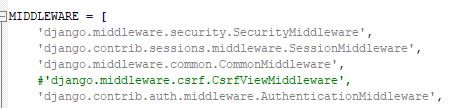 MIDDLEWARE = [
'django.middleware.security.SecurityMiddleware',
'django.contrib.sessions.middleware.SessionMiddleware',
'django.middleware.common.CommonMiddleware',
#'django.middleware.csrf.CsrfViewMiddleware',
'django.contrib.auth.middleware.AuthenticationMiddleware',